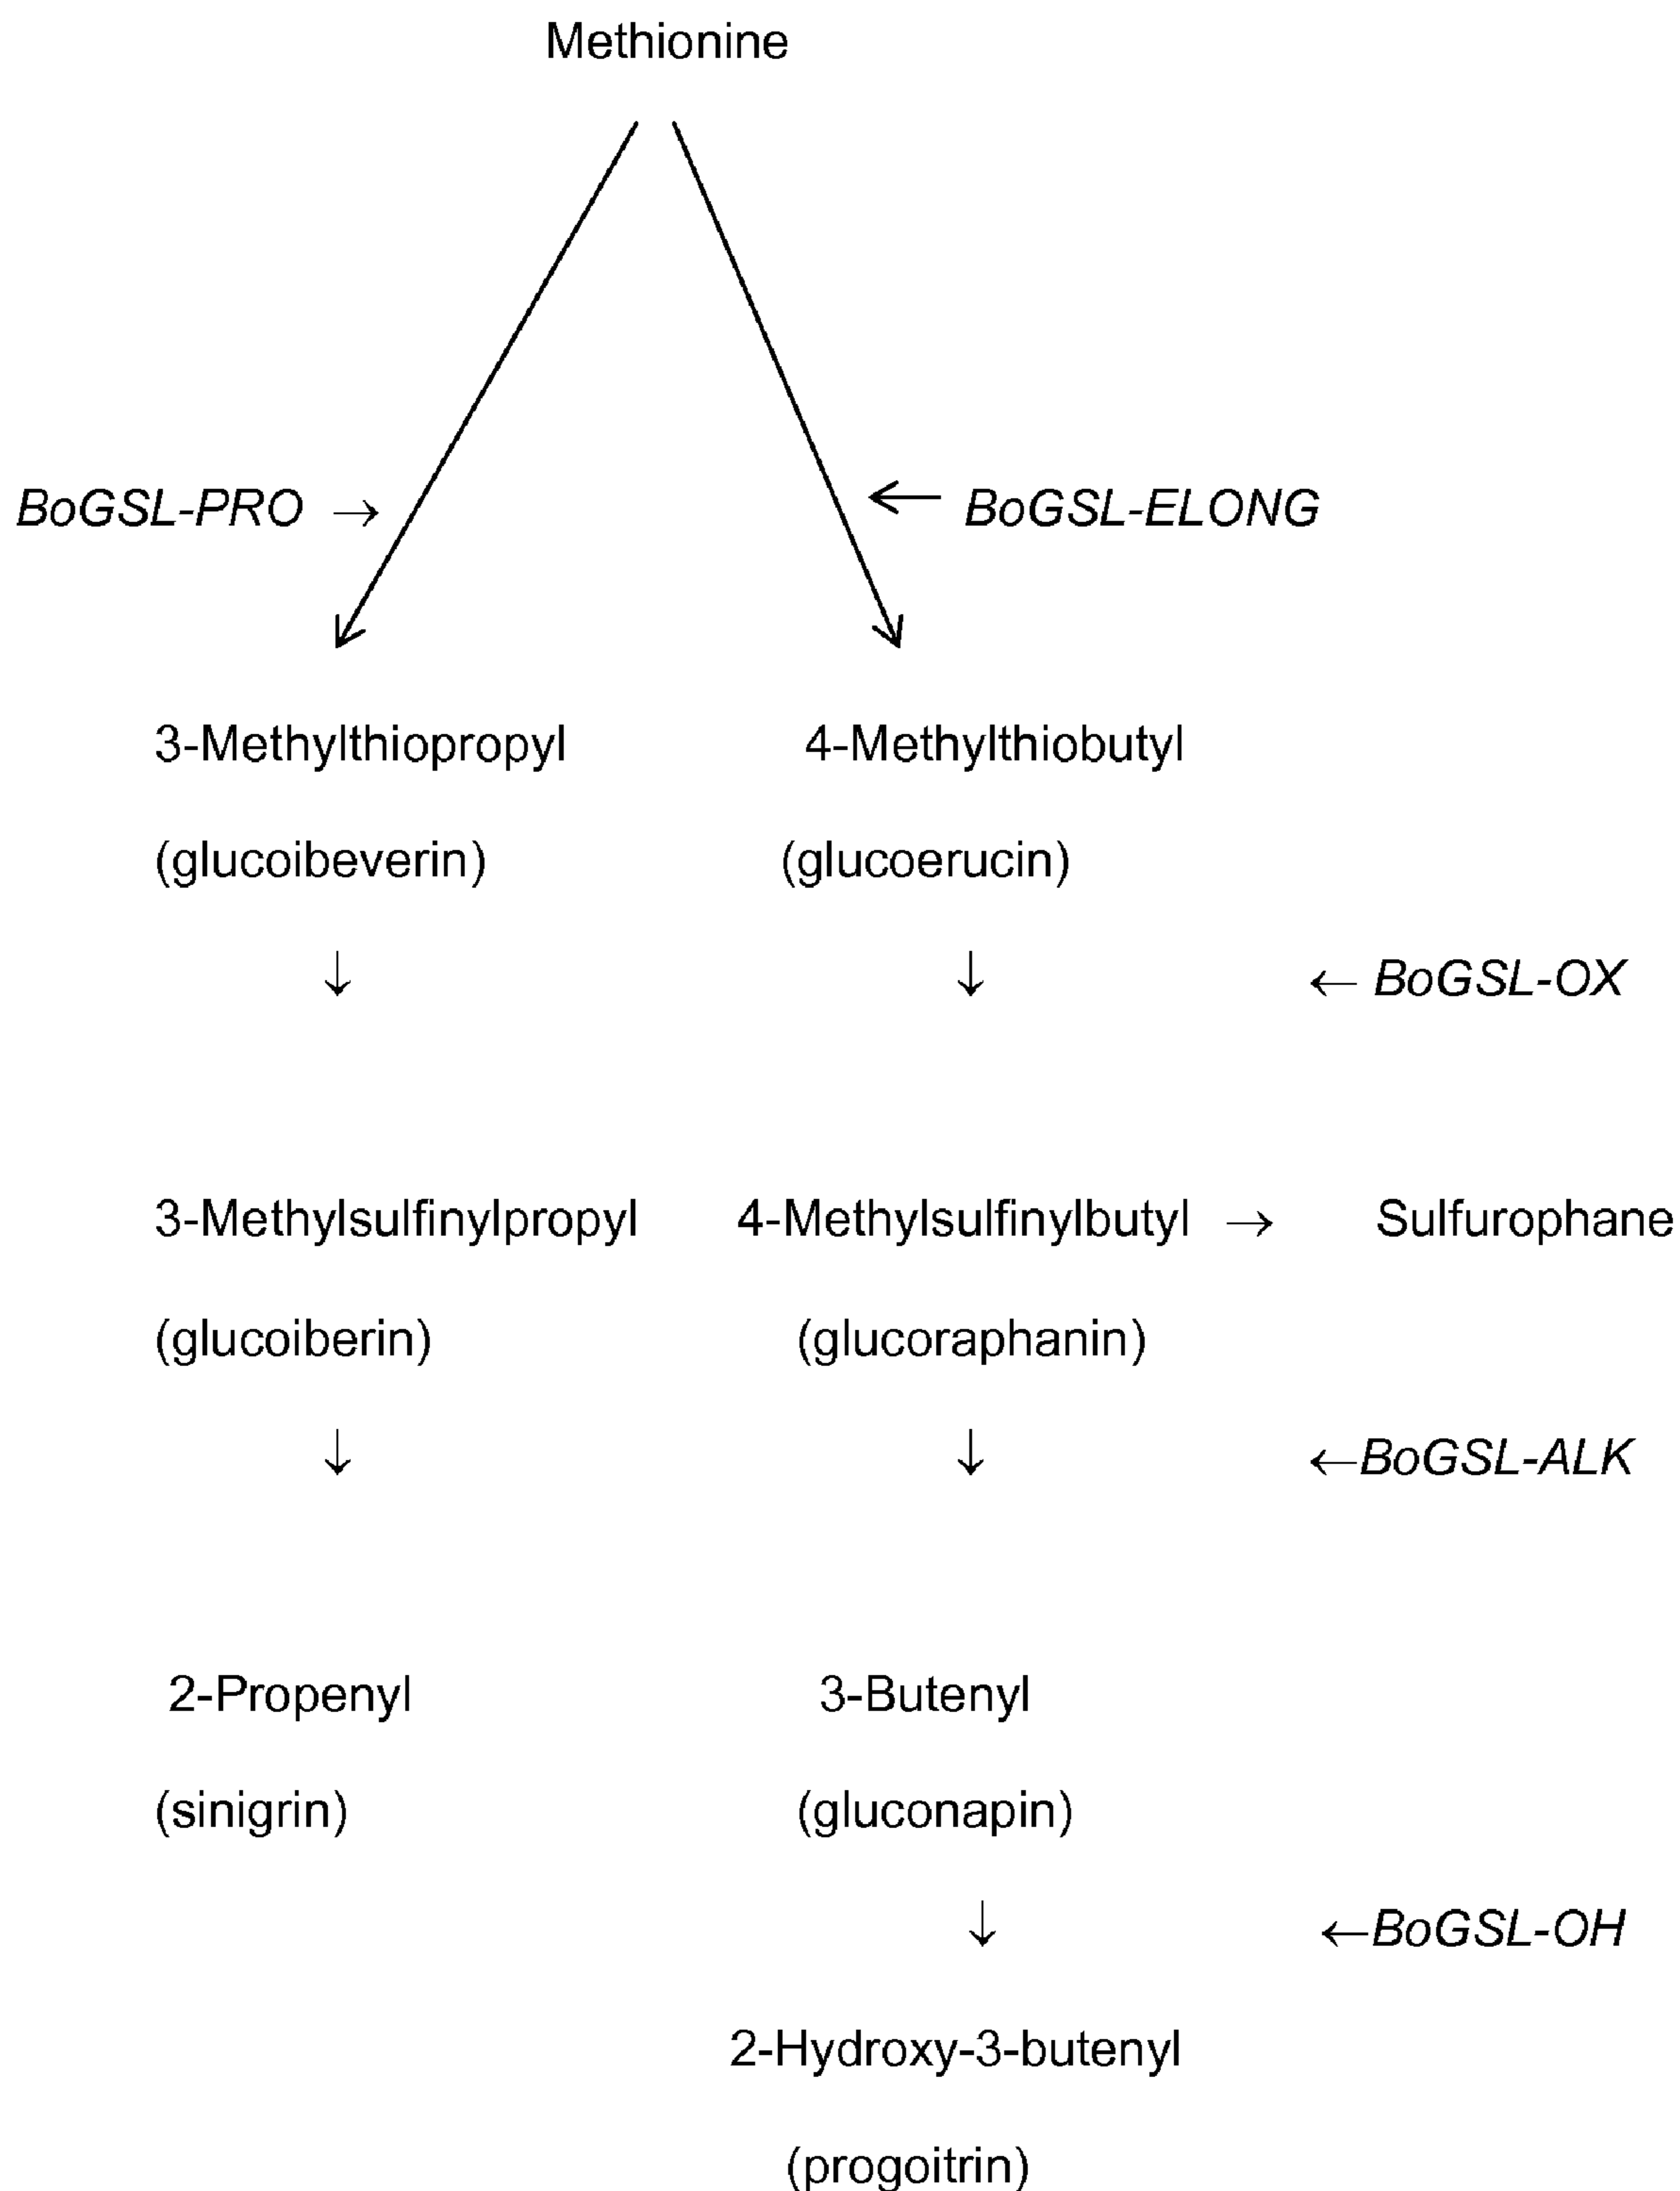 Methionine
BoGSL-PRO → ← BoGSL-ELONG
3-Methylthiopropyl 4-Methylthiobutyl
(glucoibeverin) (glucoerucin)
↓ ↓ ← BoGSL-OX
3-Methylsulfinylpropyl 4-Methylsulfinylbutyl → Sulfurophane
(glucoiberin) (glucoraphanin)
↓ ↓ ←BoGSL-ALK
2-Propenyl 3-Butenyl
(sinigrin) (gluconapin)
↓ ←BoGSL-OH
2-Hydroxy-3-butenyl
(progoitrin)